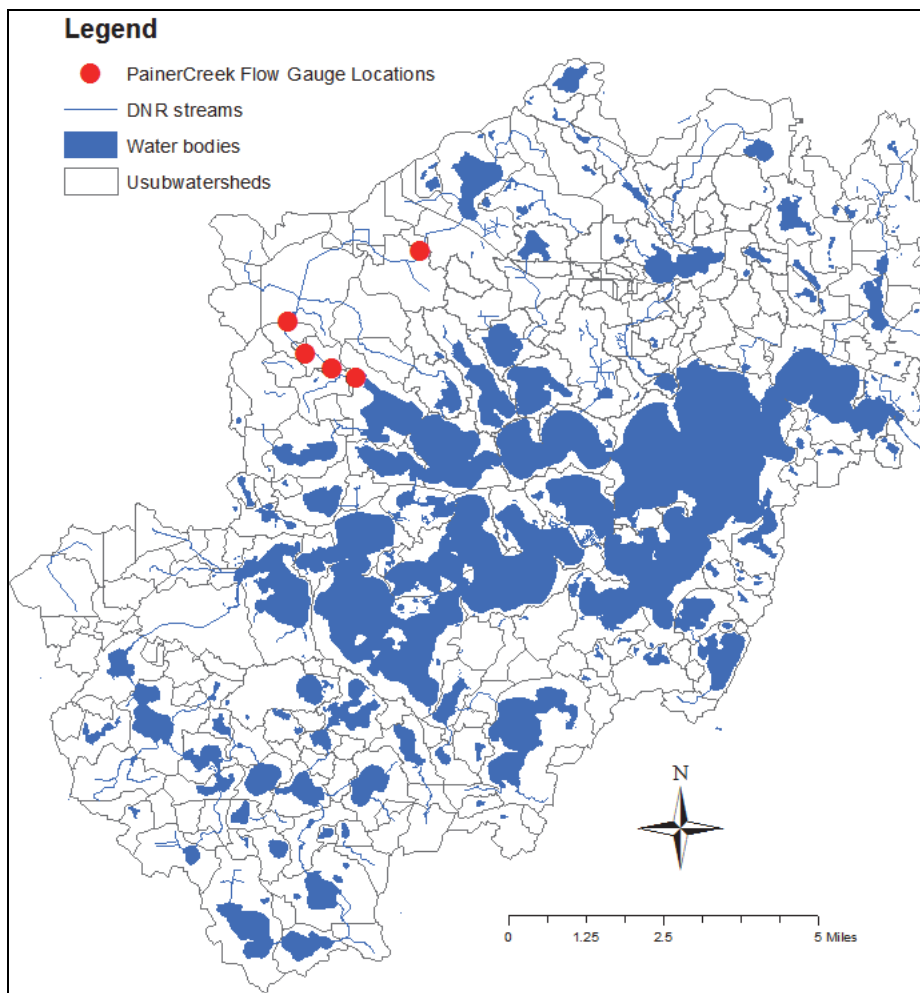 Legend
PainerCreek Flow Gauge Locations
DNR streams
Water bodies
Usubwatersheds
N
0 1.25 2.5 5 Miles